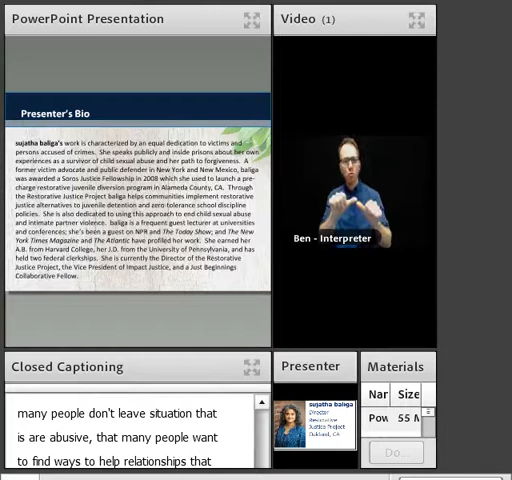 PowerPoint Presentation
Video (1)
Presenter's Bio
sujatha baliga's work is characterized by an equal dedication to victims and
persons accused of crimes. She speaks publicly and inside prisons about her own
experiences as a survivor of child sexual abuse and her path to forgiveness. A
former victim advocate and public defender in New York and New Mexico, baliga
was awarded a Soros Justice Fellowship in 2008 which she used to launch a pre-
charge restorative juvenile diversion program in Alameda County, CA. Through
the Restorative Justice Project baliga helps communities implement restorative
justice alternatives to juvenile detention and zero-tolerance school discipline
policies. She is also dedicated to using this approach to end child sexual abuse
and intimate partner violence. baliga is a frequent guest lecturer at universities
and conferences; she's been a guest on NPR and The Today Show; and The New
York Times Magazine and The Atlantic have profiled her work. She earned her
A.B. from Harvard College, her J.D. from the University of Pennsylvania, and has
held two federal clerkships. She is currently the Director of the Restorative
Justice Project, the Vice President of Impact Justice, and a Just Beginnings
Collaborative Fellow.
Ben - Interpreter
Closed Captioning
many people don't leave situation that
is are abusive, that many people want
to find ways to help relationships that
Presenter
sujatha baliga
Director
Restorative
Justice Project
Oakland, CA
Materials
Nar Size
Pow 55 M
Do...